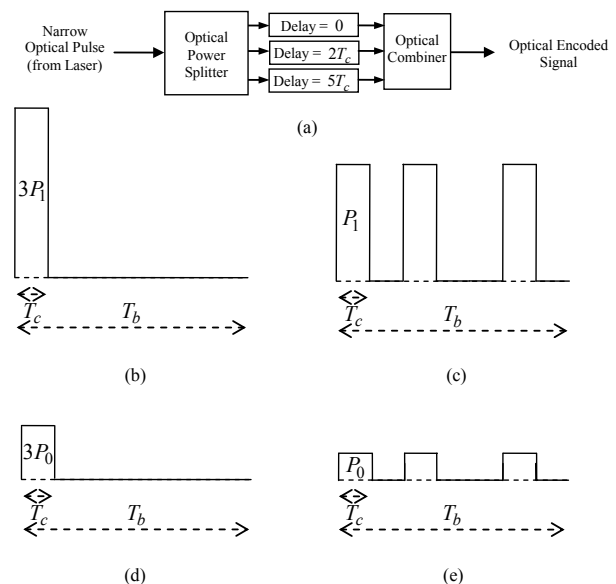 Narrow
Optical Pulse
(from Laser)
Optical
Power
Splitter
Delay = 0
Delay = 2T_c
Delay = 5T_c
Optical
Combiner
Optical Encoded
Signal
(a)
3P_1
T_c
T_b
(b)
P_1
T_c
T_b
(c)
3P_0
T_c
T_b
(d)
P_0
T_c
T_b
(e)